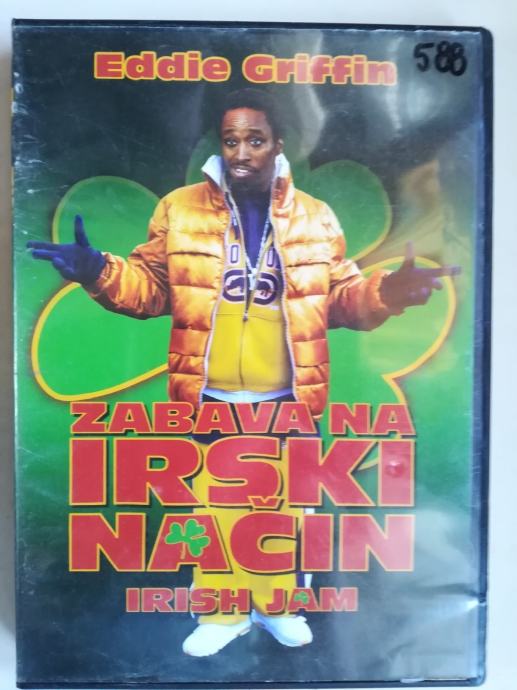 Eddie Griffin
588
ZABAVA NA
IRSKI
NAČIN
IRISH JAM